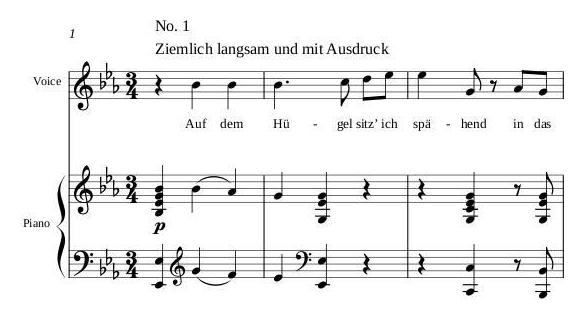 1
No. 1
Ziemlich langsam und mit Ausdruck
Voice
Auf dem Hü - gel sitz' ich spä - hend in das
Piano
p